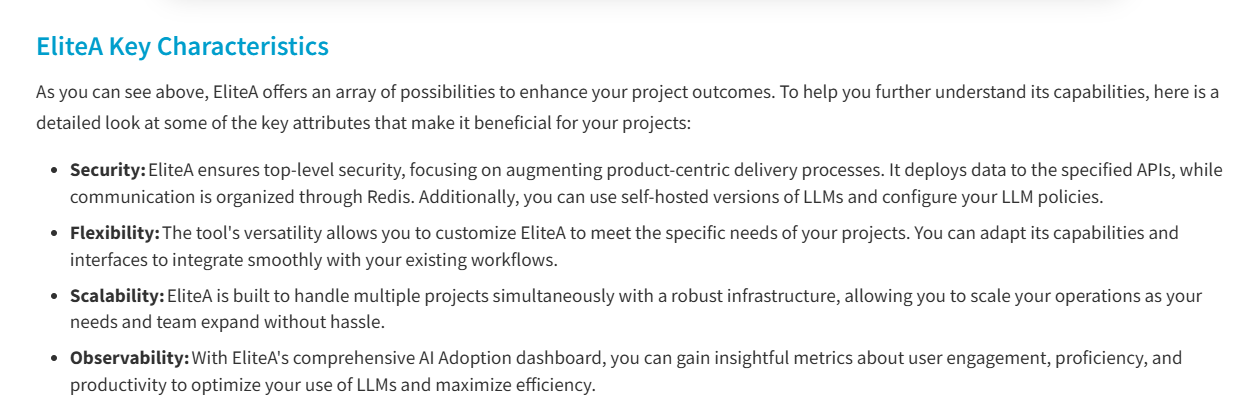 EliteA Key Characteristics
As you can see above, EliteA offers an array of possibilities to enhance your project outcomes. To help you further understand its capabilities, here is a
detailed look at some of the key attributes that make it beneficial for your projects:
• Security: EliteA ensures top-level security, focusing on augmenting product-centric delivery processes. It deploys data to the specified APIs, while
communication is organized through Redis. Additionally, you can use self-hosted versions of LLMs and configure your LLM policies.
• Flexibility: The tool's versatility allows you to customize EliteA to meet the specific needs of your projects. You can adapt its capabilities and
interfaces to integrate smoothly with your existing workflows.
• Scalability: EliteA is built to handle multiple projects simultaneously with a robust infrastructure, allowing you to scale your operations as your
needs and team expand without hassle.
• Observability: With EliteA's comprehensive AI Adoption dashboard, you can gain insightful metrics about user engagement, proficiency, and
productivity to optimize your use of LLMs and maximize efficiency.